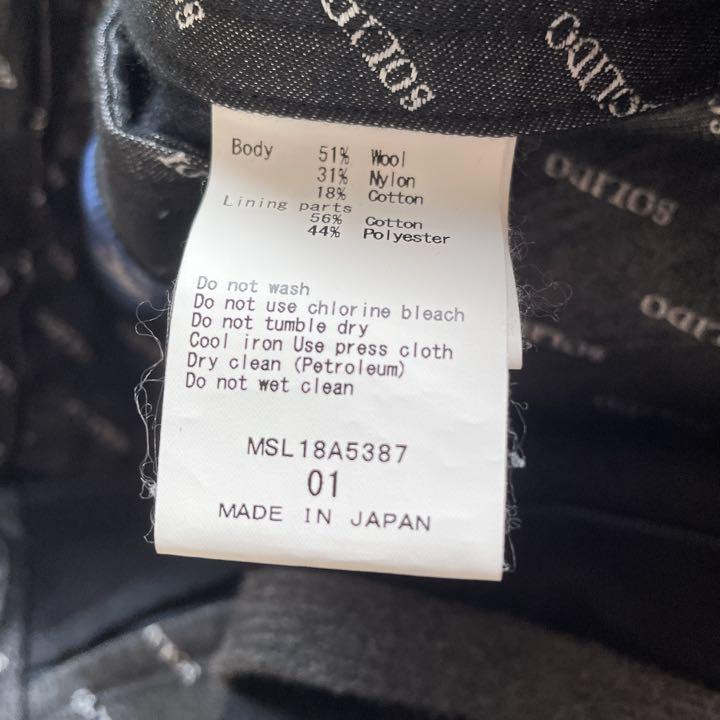 Body 51% Wool
31% Nylon
18% Cotton
Lining parts
56% Cotton
44% Polyester
Do not wash
Do not use chlorine bleach
Do not tumble dry
Cool iron Use press cloth
Dry clean (Petroleum)
Do not wet clean
MSL18A5387
01
MADE IN JAPAN